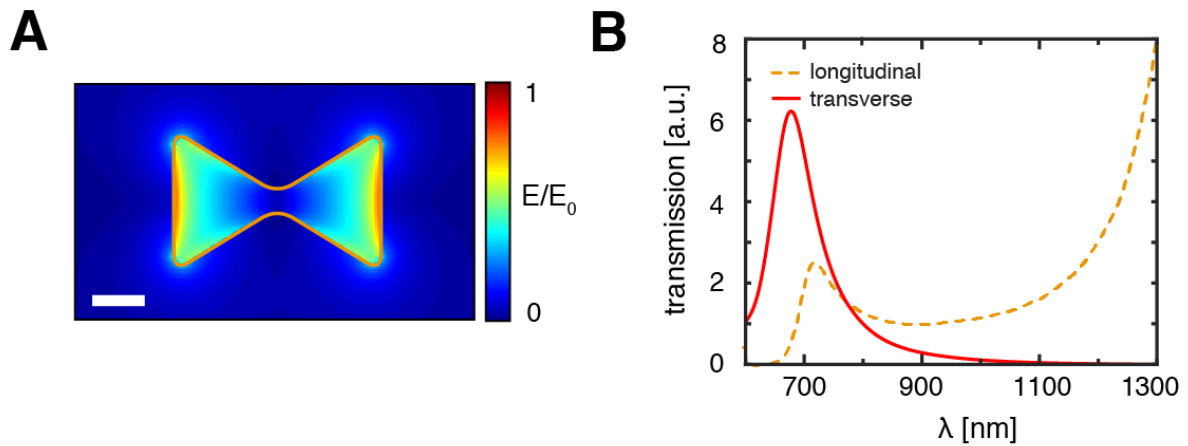 A
1
E/E0
0
B
8
6
4
2
0
transmission [a.u.]
longitudinal
transverse
700 900 1100 1300
λ [nm]